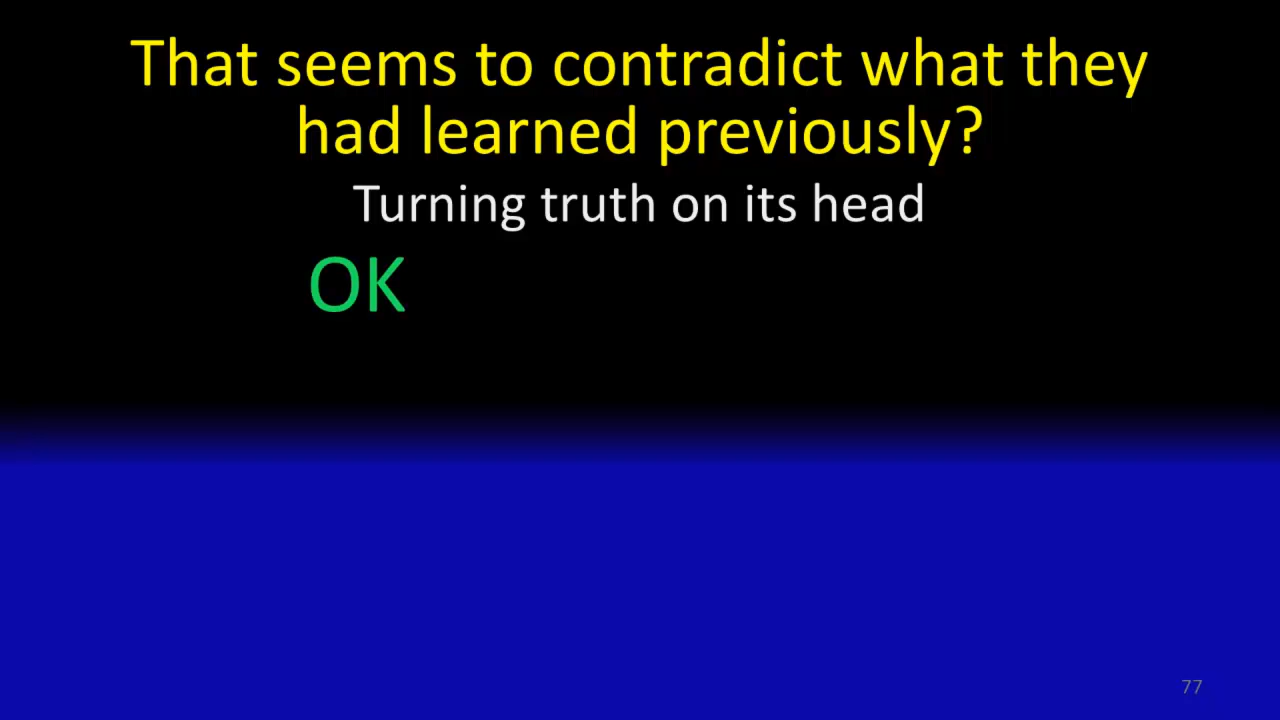 That seems to contradict what they
had learned previously?
Turning truth on its head
OK
77